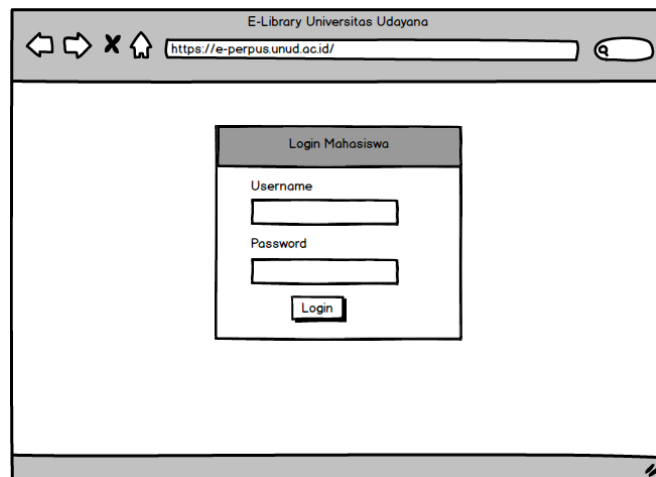 E-Library Universitas Udayana
https://e-perpus.unud.ac.id/
Login Mahasiswa
Username
Password
Login